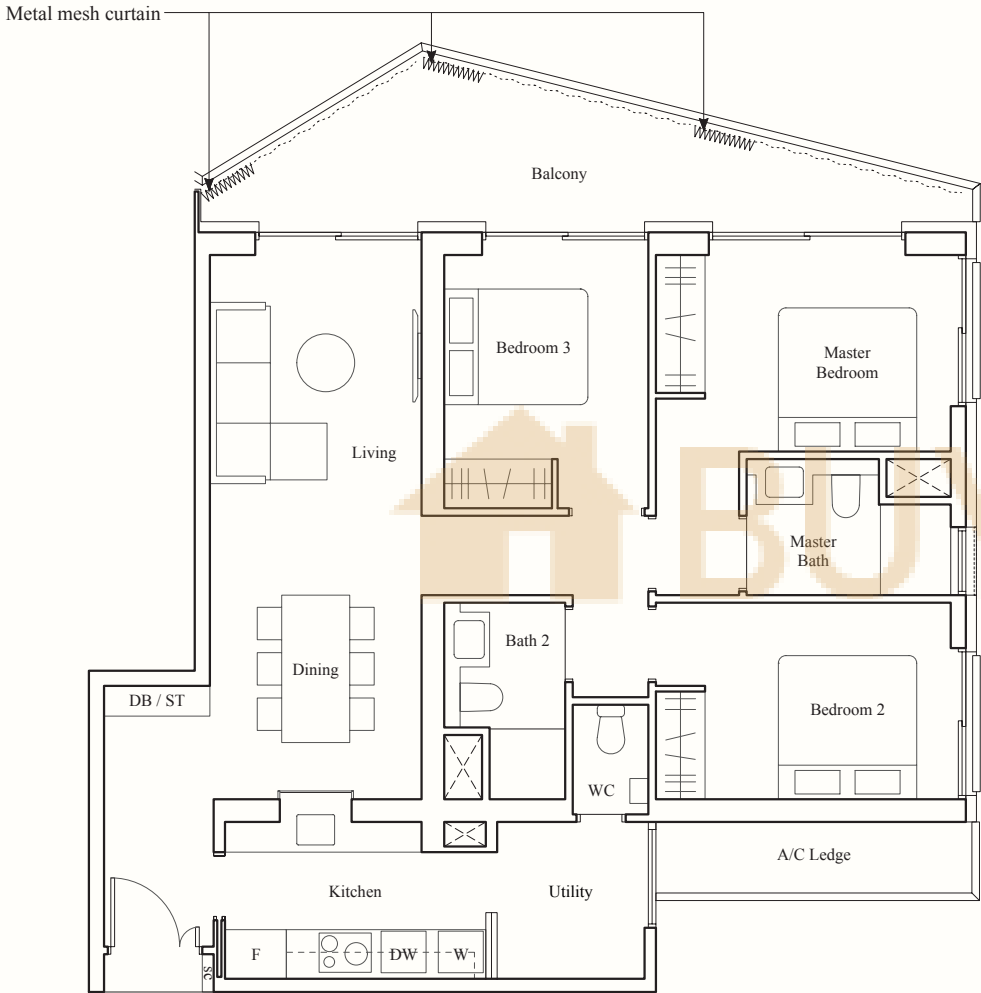 Metal mesh curtain
Balcony
Bedroom 3
Master
Bedroom
Living
BUY
Master
Bath
Dining
Bath 2
DB / ST
Bedroom 2
WC
A/C Ledge
Kitchen
Utility
F
DW
W
SC